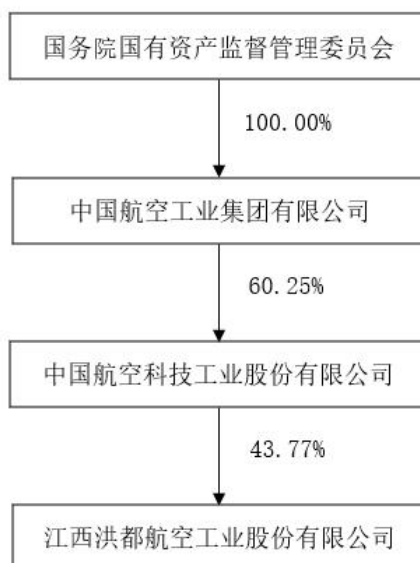 国务院国有资产监督管理委员会
100.00%
中国航空工业集团有限公司
60.25%
中国航空科技工业股份有限公司
43.77%
江西洪都航空工业股份有限公司